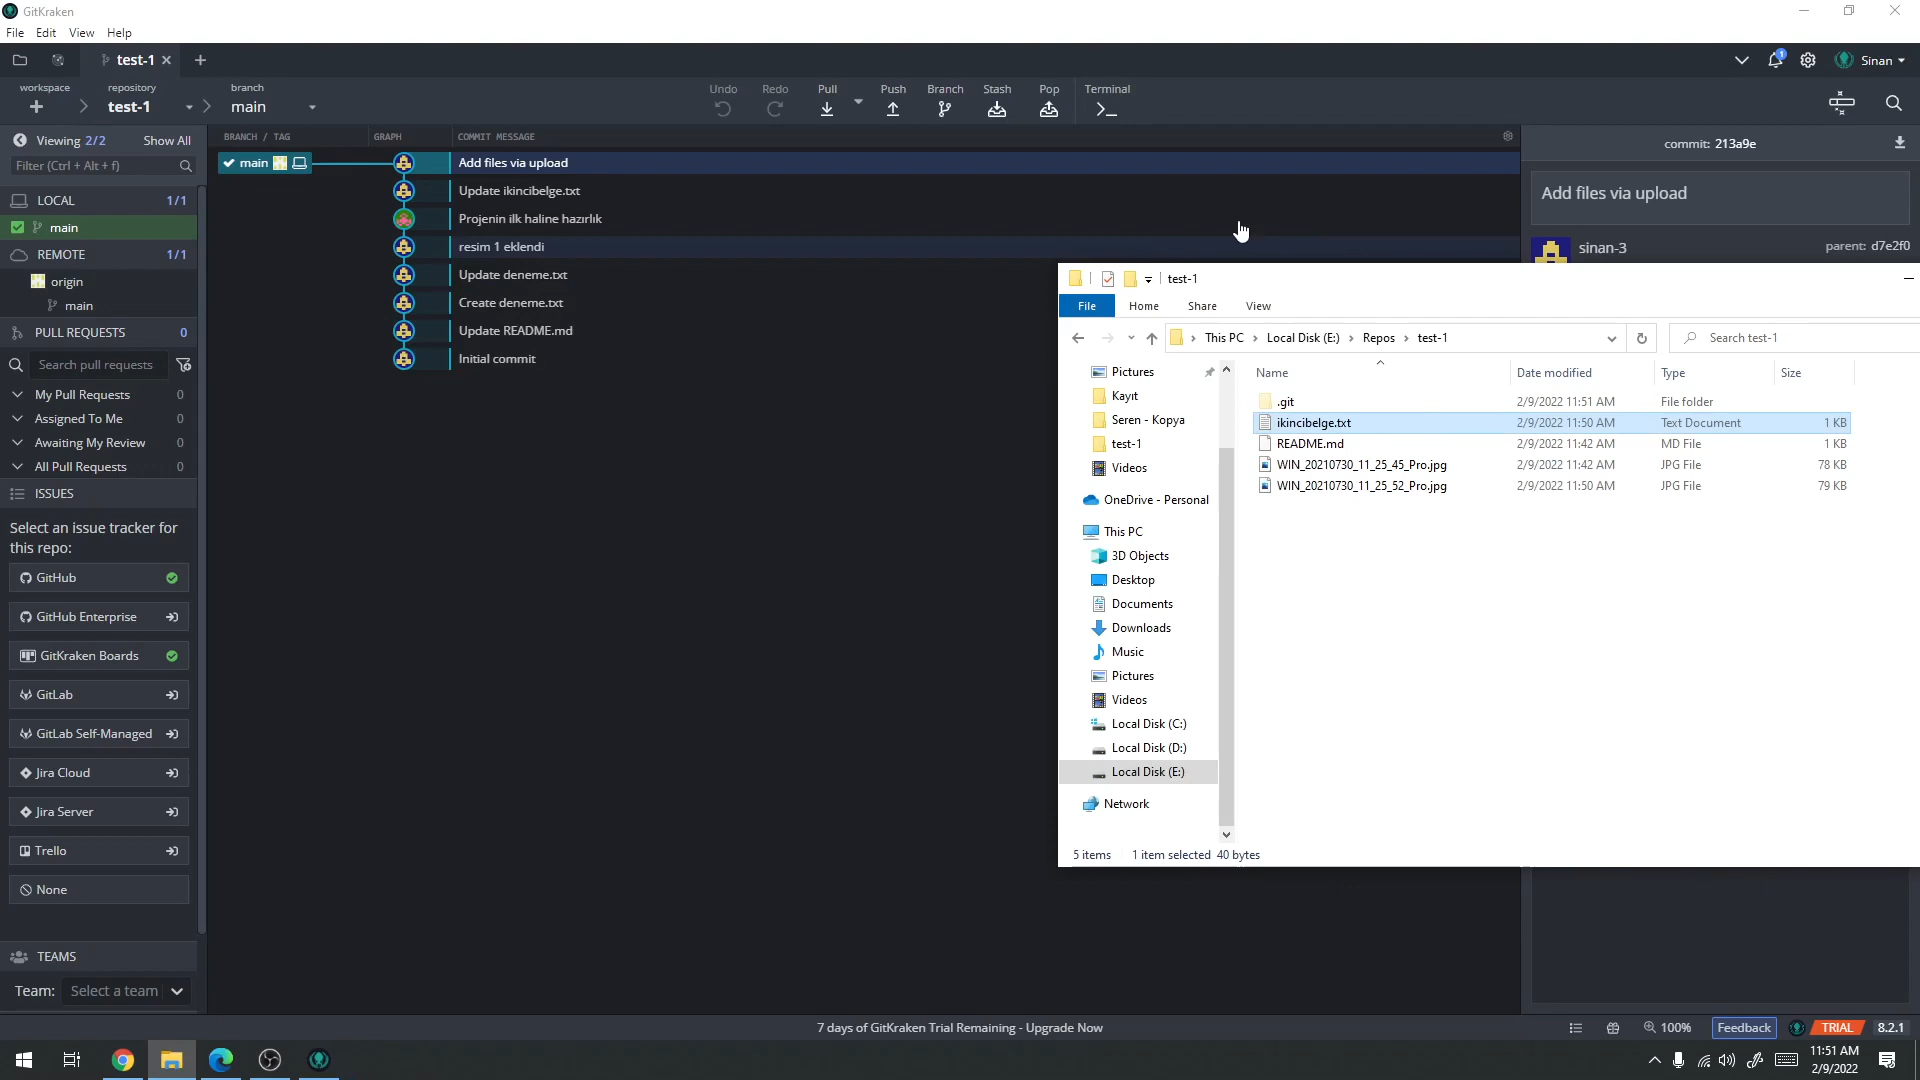 GitKraken
File Edit View Help
test-1
Sinan
workspace
repository
test-1
branch
main
Undo
Redo
Pull
Push
Branch
Stash
Pop
Terminal
Viewing 2/2 Show All
Filter (Ctrl + Alt + f)
LOCAL 1/1
main
REMOTE 1/1
origin
main
PULL REQUESTS 0
Search pull requests
My Pull Requests 0
Assigned To Me 0
Awaiting My Review 0
All Pull Requests 0
ISSUES
Select an issue tracker for
this repo:
GitHub
GitHub Enterprise
GitKraken Boards
GitLab
GitLab Self-Managed
Jira Cloud
Jira Server
Trello
None
TEAMS
Team: Select a team
BRANCH / TAG GRAPH COMMIT MESSAGE
main Add files via upload
Update ikincibelge.txt
Projenin ilk haline hazırlık
resim 1 eklendi
Update deneme.txt
Create deneme.txt
Update README.md
Initial commit
commit: 213a9e
Add files via upload
sinan-3 parent: d7e2f0
test-1
File Home Share View
This PC Local Disk (E:) Repos test-1
Search test-1
Pictures
Kayıt
Seren - Kopya
test-1
Videos
OneDrive - Personal
This PC
3D Objects
Desktop
Documents
Downloads
Music
Pictures
Videos
Local Disk (C:)
Local Disk (D:)
Local Disk (E:)
Network
Name Date modified Type Size
.git 2/9/2022 11:51 AM File folder
ikincibelge.txt 2/9/2022 11:50 AM Text Document 1 KB
README.md 2/9/2022 11:42 AM MD File 1 KB
WIN_20210730_11_25_45_Pro.jpg 2/9/2022 11:42 AM JPG File 78 KB
WIN_20210730_11_25_52_Pro.jpg 2/9/2022 11:50 AM JPG File 79 KB
5 items 1 item selected 40 bytes
7 days of GitKraken Trial Remaining - Upgrade Now
100% Feedback TRIAL 8.2.1
11:51 AM
2/9/2022